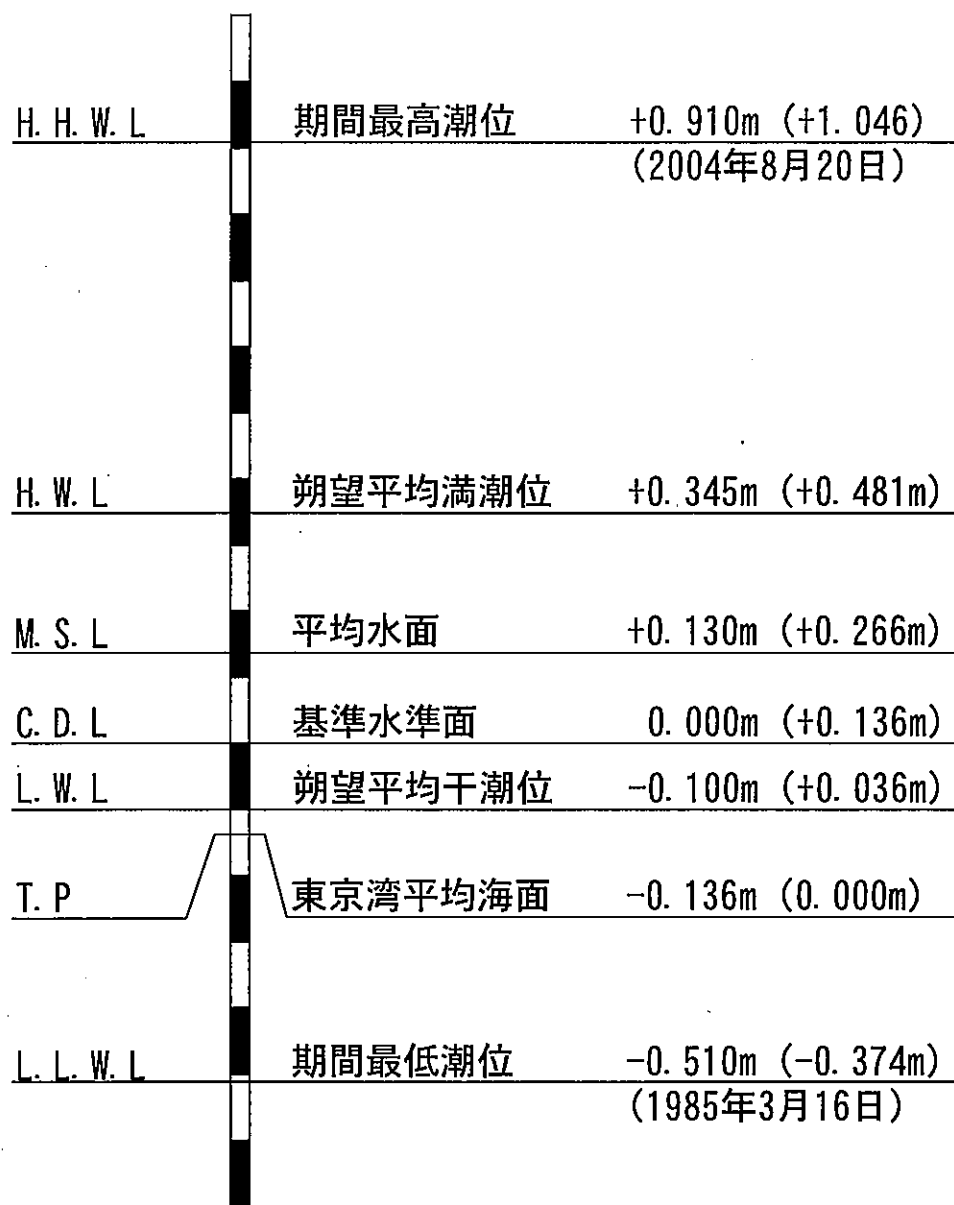 H.H.W.L 期間最高潮位 +0.910m (+1.046)
(2004年8月20日)
H.W.L 朔望平均満潮位 +0.345m (+0.481m)
M.S.L 平均水面 +0.130m (+0.266m)
C.D.L 基準水準面 0.000m (+0.136m)
L.W.L 朔望平均干潮位 -0.100m (+0.036m)
T.P 東京湾平均海面 -0.136m (0.000m)
L.L.W.L 期間最低潮位 -0.510m (-0.374m)
(1985年3月16日)